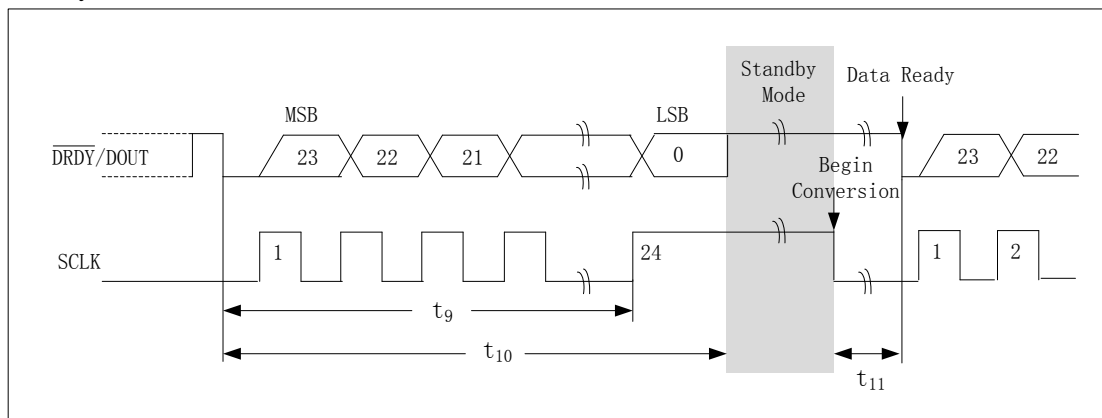 Standby
Mode
Data Ready
MSB
LSB
DRDY/DOUT
23
22
21
0
23
22
Begin
Conversion
SCLK
1
24
1
2
t9
t10
t11